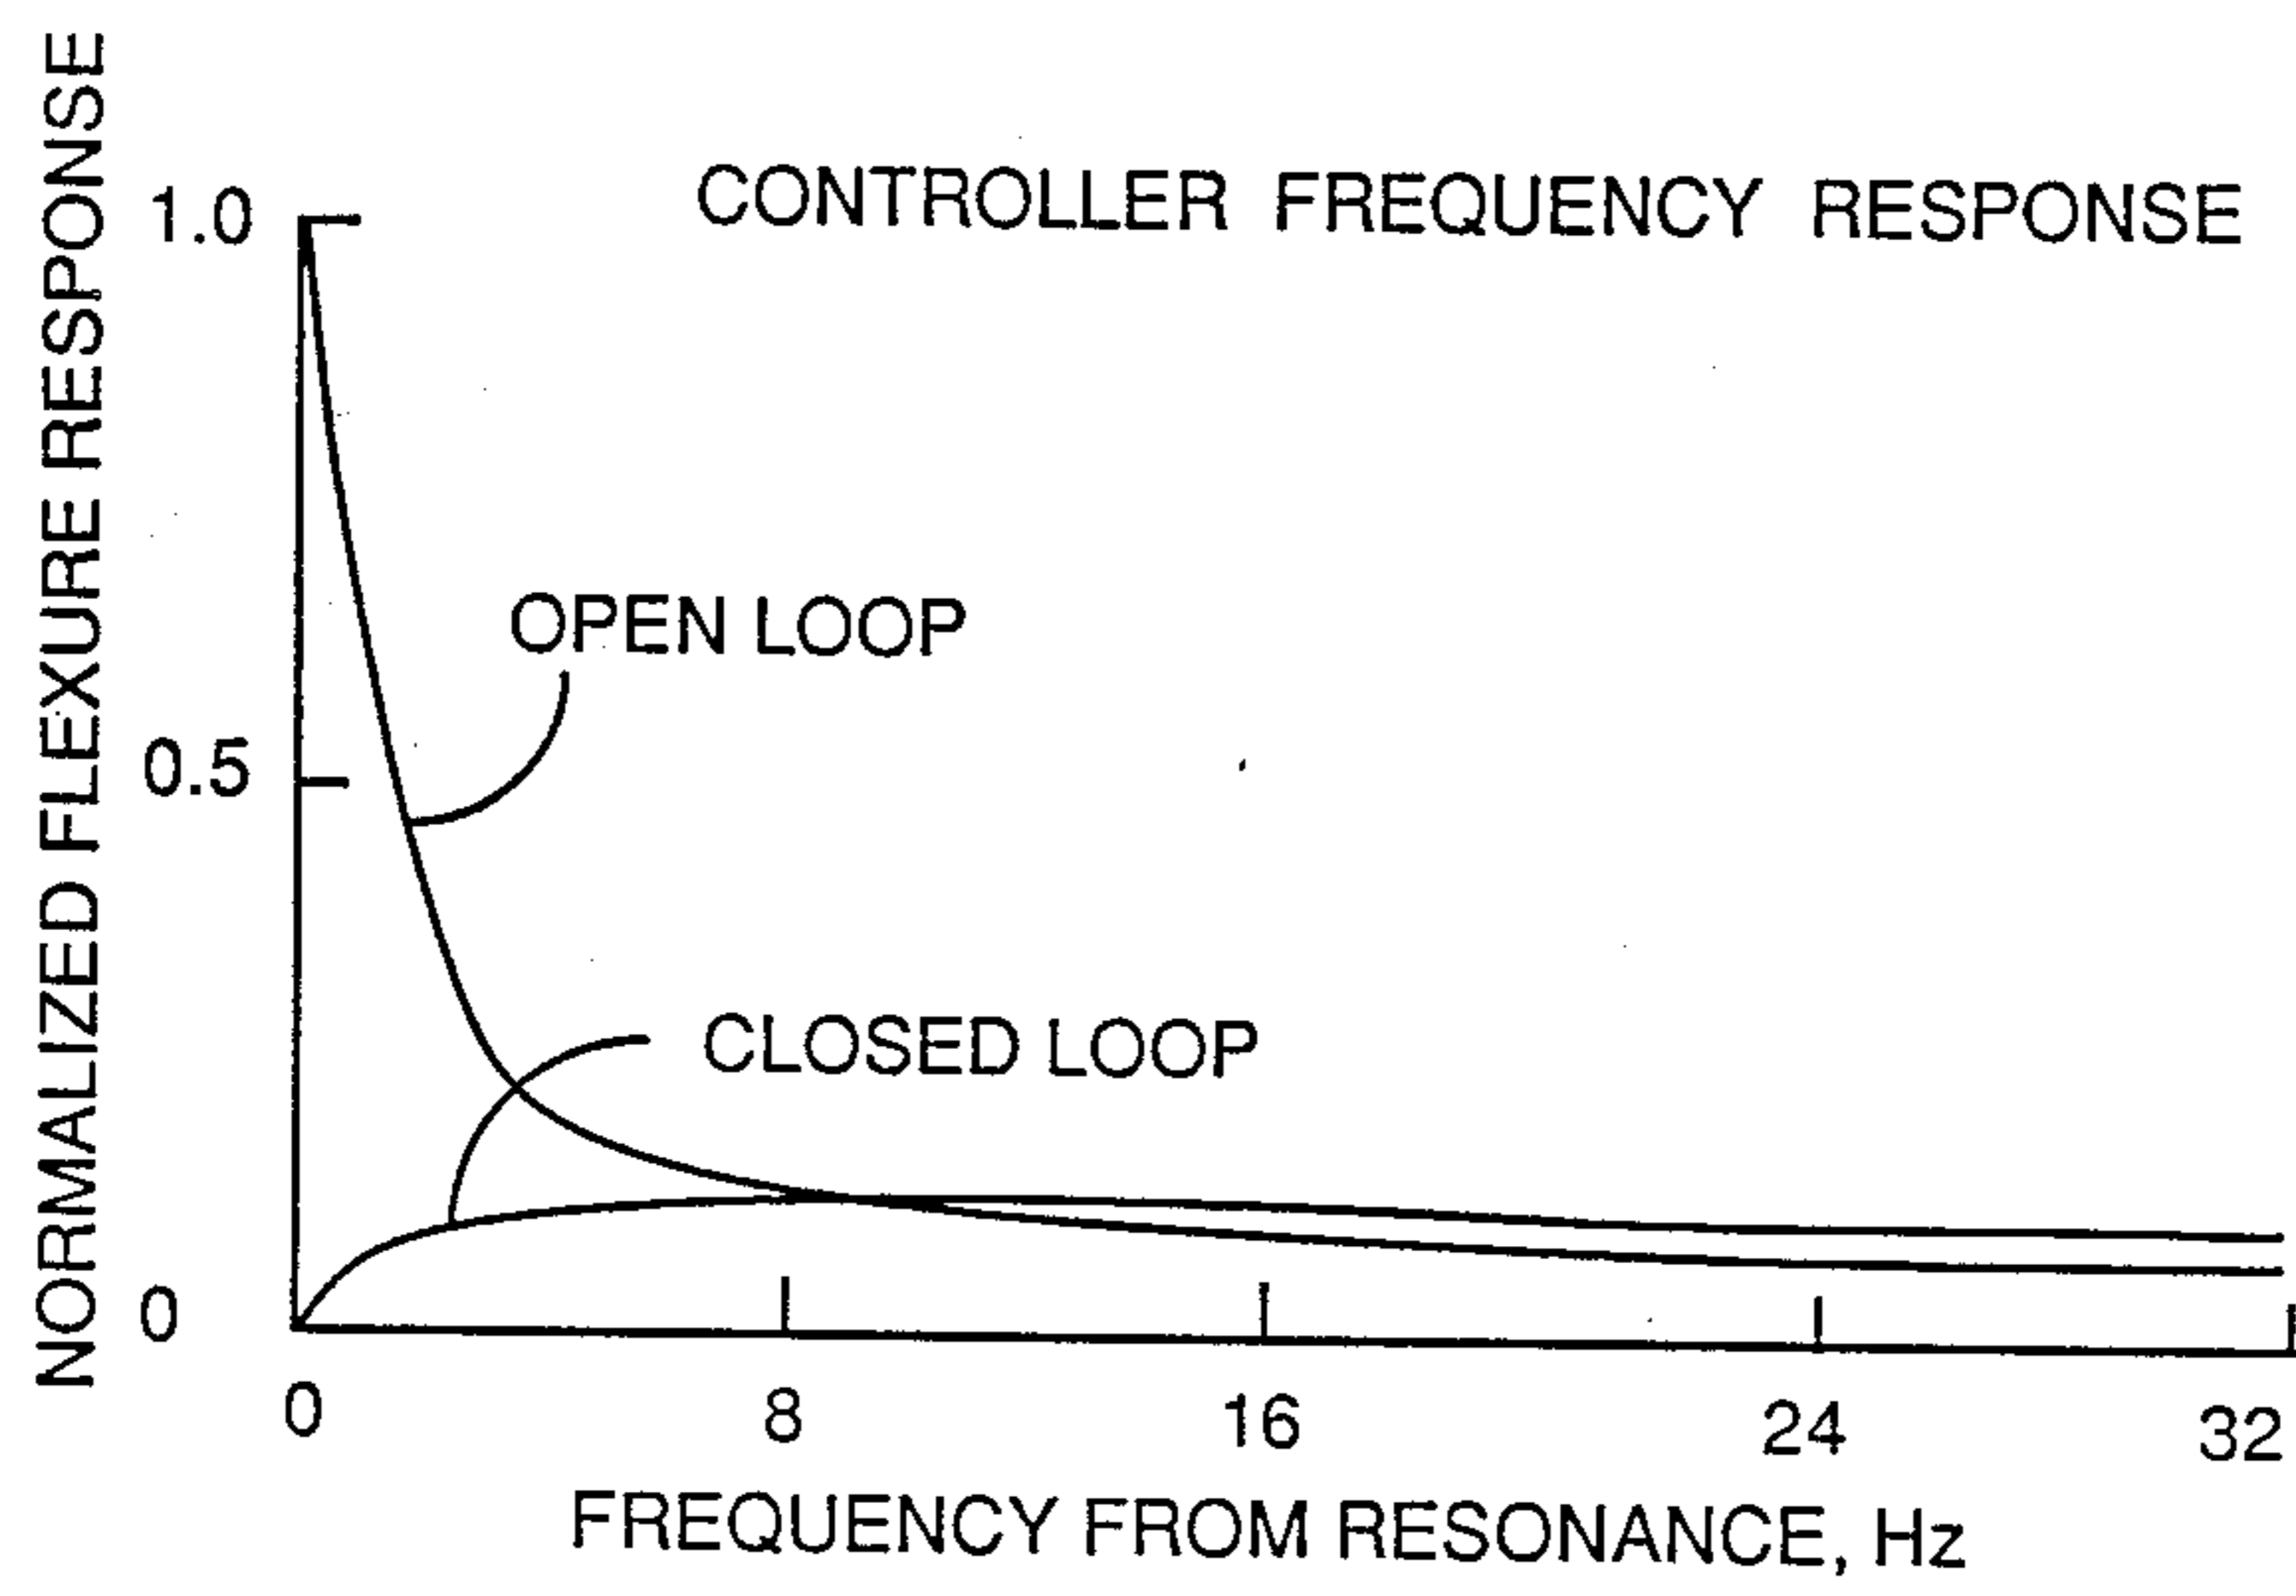 CONTROLLER FREQUENCY RESPONSE
NORMALIZED FLEXURE RESPONSE
1.0
0.5
0
OPEN LOOP
CLOSED LOOP
0 8 16 24 32
FREQUENCY FROM RESONANCE, Hz